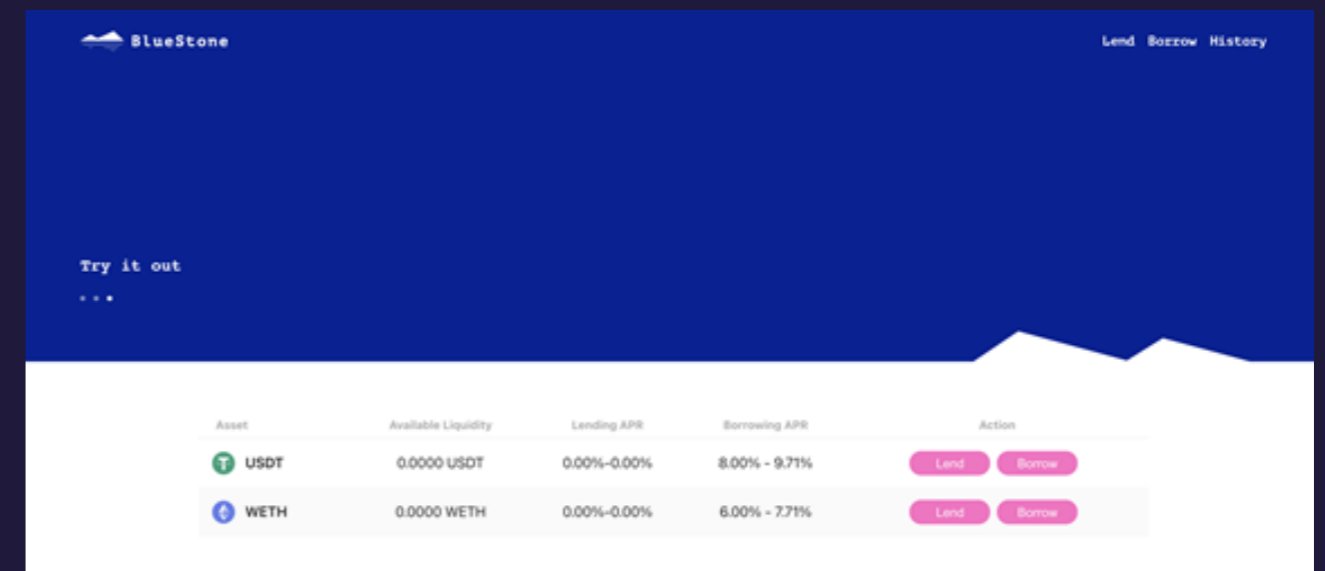 BlueStone Lend Borrow History
Try it out
Asset Available Liquidity Lending APR Borrowing APR Action
USDT 0.0000 USDT 0.00%-0.00% 8.00% - 9.71% Lend Borrow
WETH 0.0000 WETH 0.00%-0.00% 6.00% - 7.71% Lend Borrow